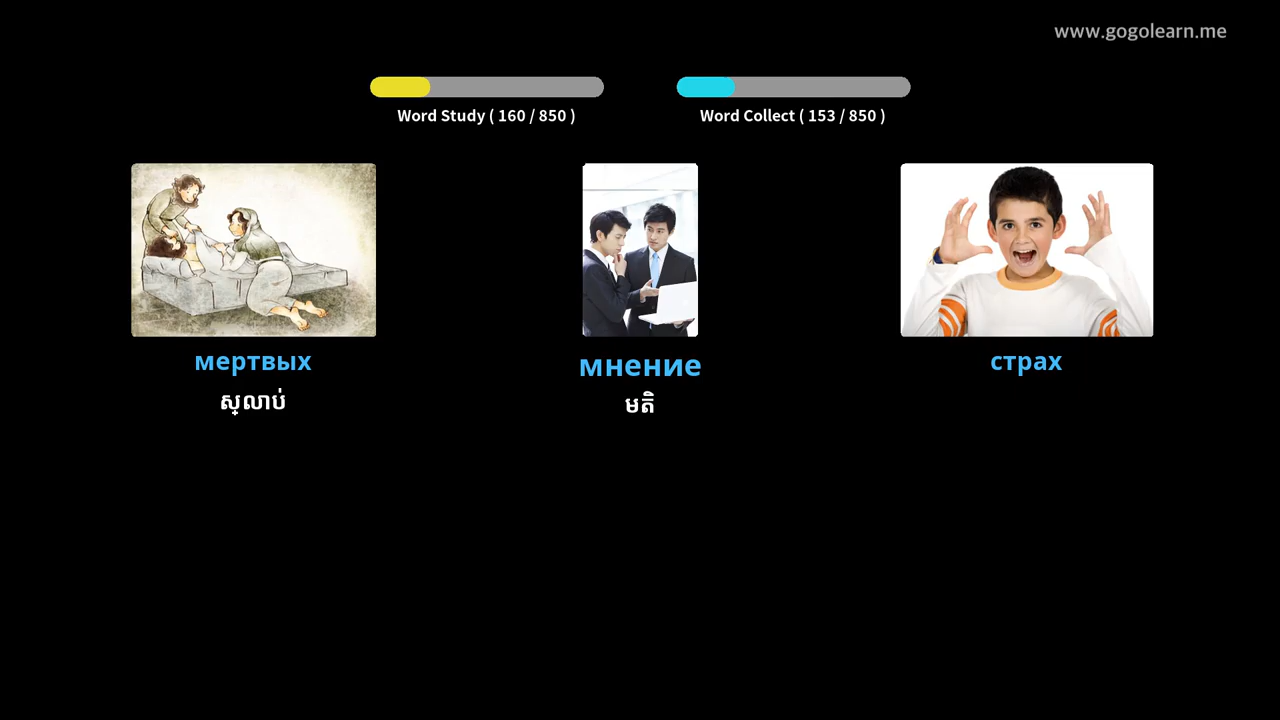 www.gogolearn.me
Word Study ( 160 / 850 )
Word Collect ( 153 / 850 )
мертвых
ស្លាប់
мнение
មតិ
страх